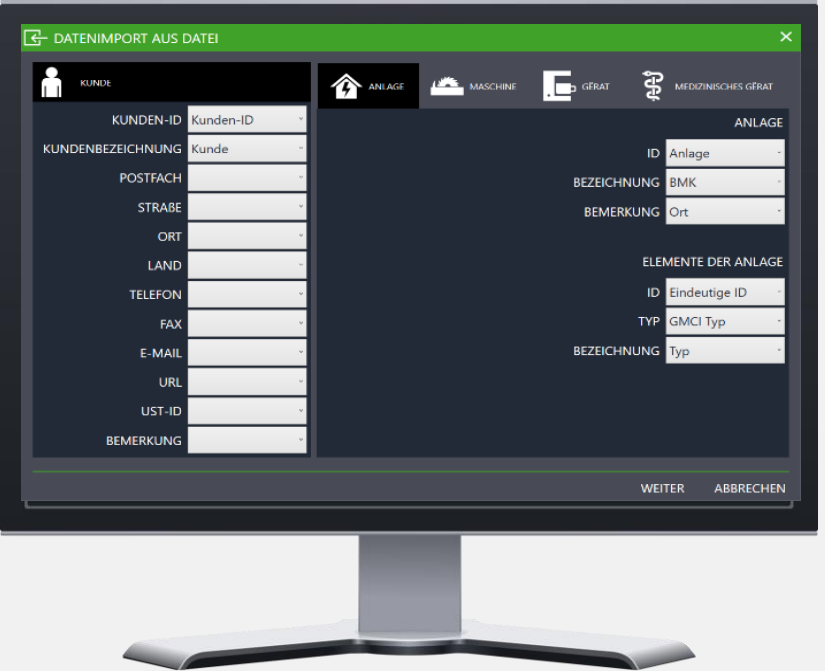 DATENIMPORT AUS DATEI
KUNDE
KUNDEN-ID Kunden-ID
KUNDENBEZEICHNUNG Kunde
POSTFACH
STRAßE
ORT
LAND
TELEFON
FAX
E-MAIL
URL
UST-ID
BEMERKUNG
ANLAGE MASCHINE GĒRAT MEDIZINISCHES GĒRAT
ANLAGE
ID Anlage
BEZEICHNUNG BMK
BEMERKUNG Ort
ELEMENTE DER ANLAGE
ID Eindeutige ID
TYP GMCI Typ
BEZEICHNUNG Typ
WEITER ABBRECHEN